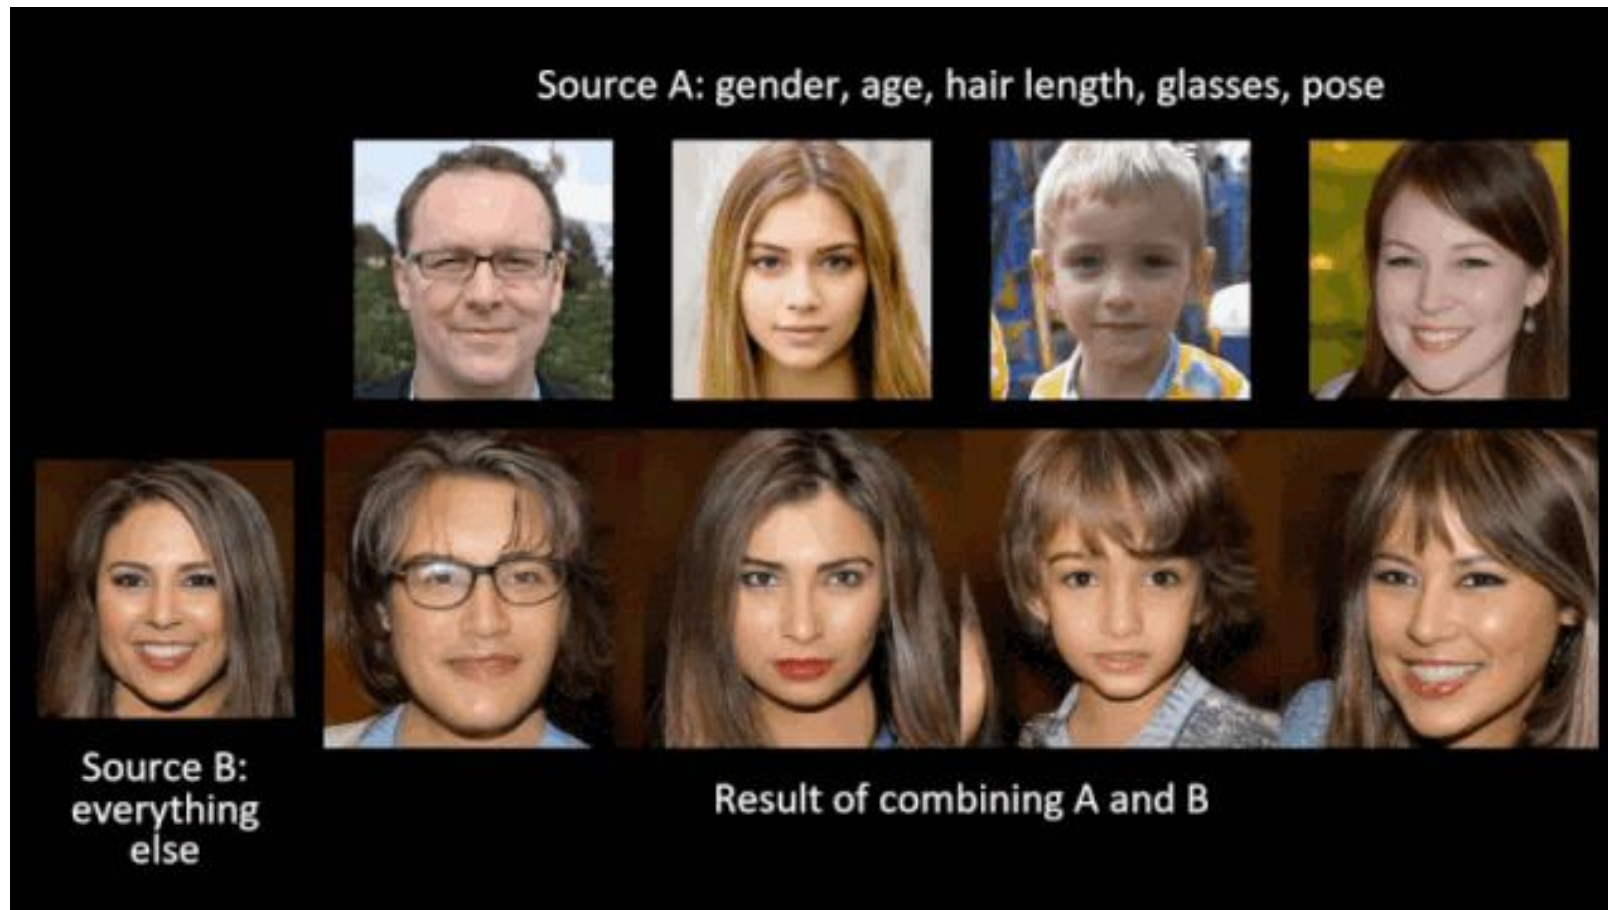 Source A: gender, age, hair length, glasses, pose
Source B:
everything
else
Result of combining A and B